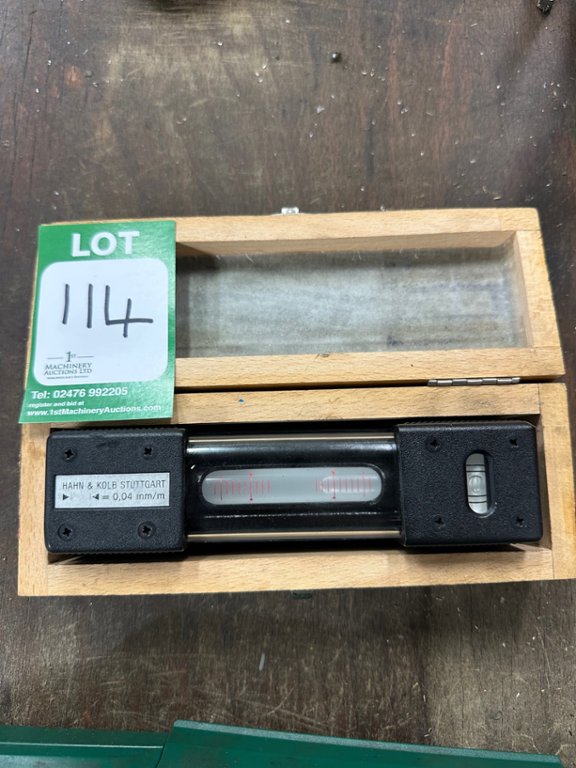 LOT
114
1ST
MACHINERY
AUCTIONS LTD
Tel: 02476 992205
register and bid at
www.1stMachineryAuctions.com
HAHN & KOLB STUTTGART
= 0,04 mm/m